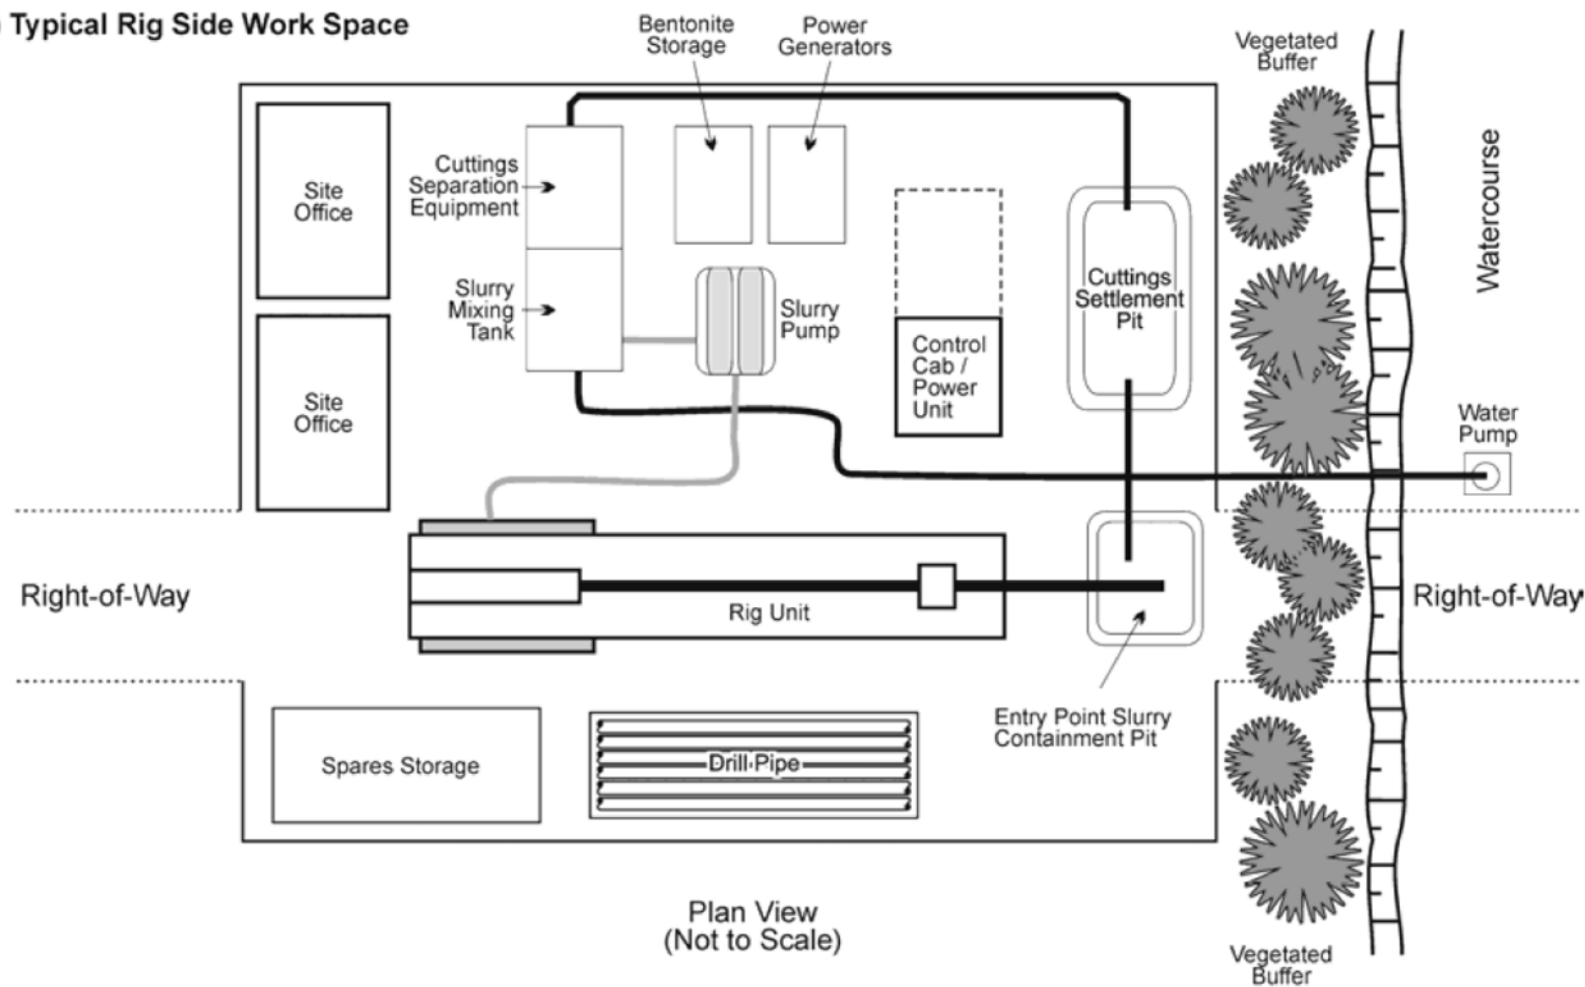 Typical Rig Side Work Space
Bentonite
Storage
Power
Generators
Vegetated
Buffer
Site
Office
Cuttings
Separation
Equipment
Slurry
Mixing
Tank
Slurry
Pump
Control
Cab /
Power
Unit
Cuttings
Settlement
Pit
Watercourse
Site
Office
Water
Pump
Right-of-Way
Rig Unit
Right-of-Way
Entry Point Slurry
Containment Pit
Spares Storage
Drill Pipe
Plan View
(Not to Scale)
Vegetated
Buffer